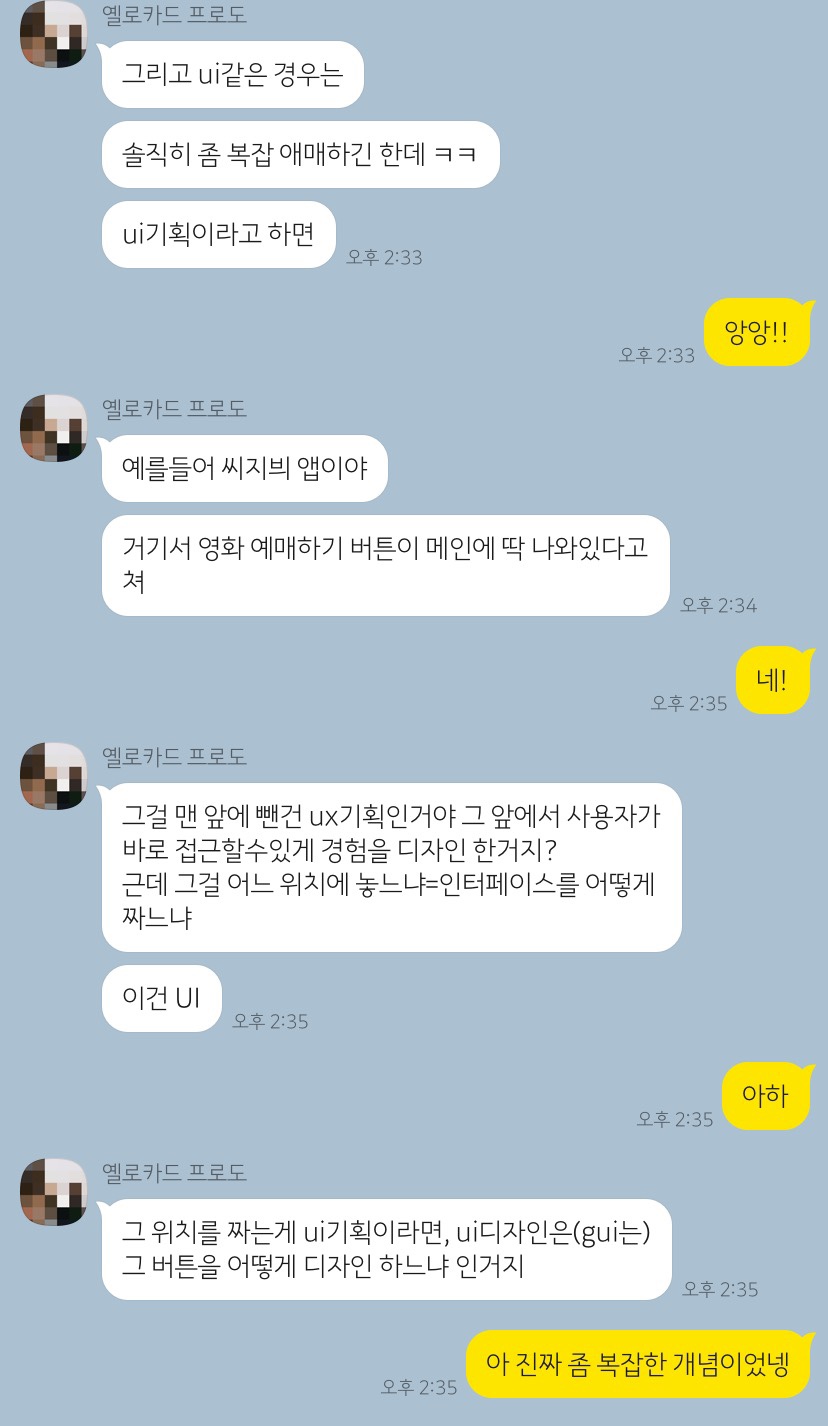 옐로카드 프로도
그리고 ui같은 경우는
솔직히 좀 복잡 애매하긴 한데 ㅋㅋ
ui기획이라고 하면
오후 2:33
앙앙!!
오후 2:33
옐로카드 프로도
예를들어 씨지븨 앱이야
거기서 영화 예매하기 버튼이 메인에 딱 나와있다고
쳐
오후 2:34
네!
오후 2:35
옐로카드 프로도
그걸 맨 앞에 뺀건 ux기획인거야 그 앞에서 사용자가
바로 접근할수있게 경험을 디자인 한거지?
근데 그걸 어느 위치에 놓느냐=인터페이스를 어떻게
짜느냐
이건 UI
오후 2:35
아하
오후 2:35
옐로카드 프로도
그 위치를 짜는게 ui기획이라면, ui디자인은(gui는)
그 버튼을 어떻게 디자인 하느냐 인거지
오후 2:35
아 진짜 좀 복잡한 개념이었넹
오후 2:35